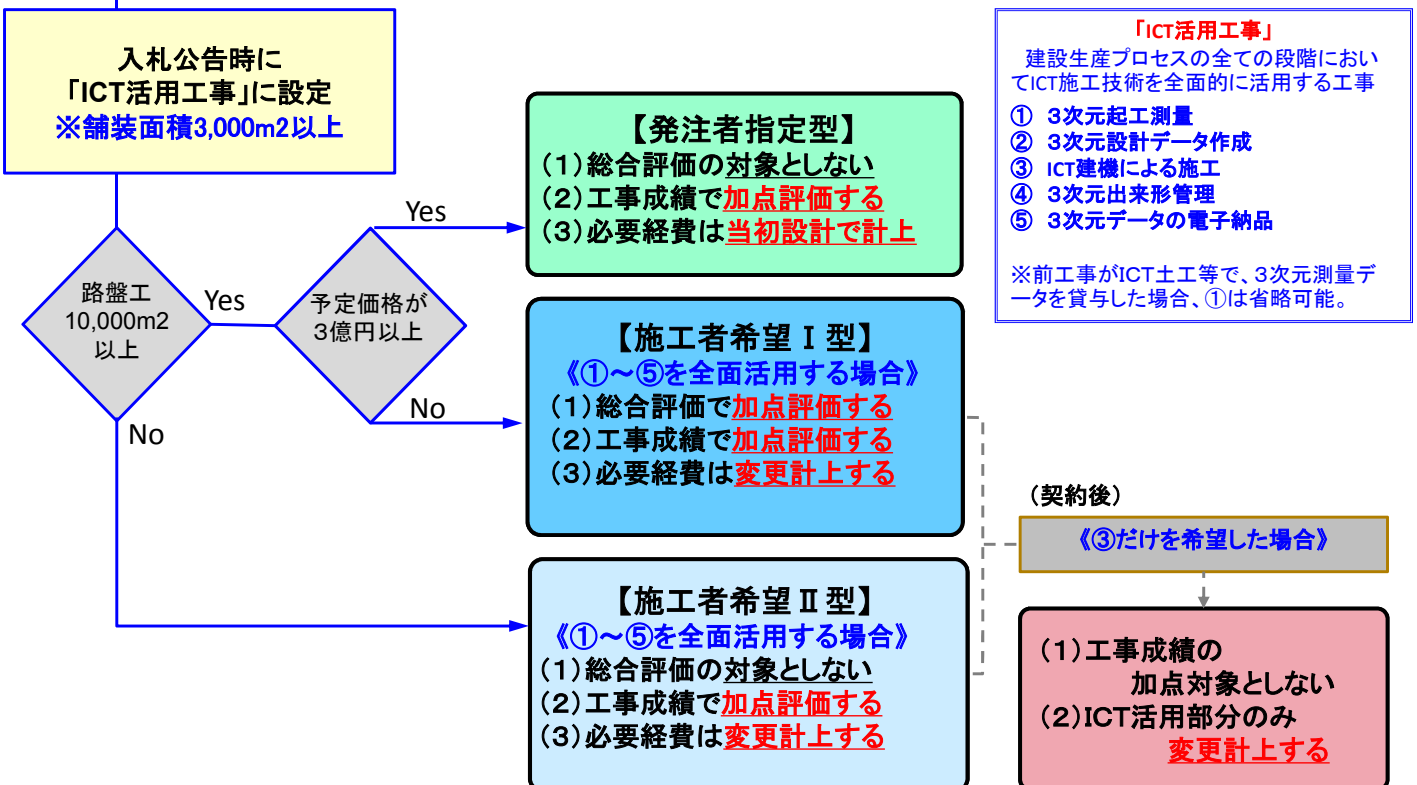 入札公告時に
「ICT活用工事」に設定
※舗装面積3,000m2以上
路盤工
10,000m2
以上
Yes
No
予定価格が
3億円以上
Yes
No
【発注者指定型】
(1)総合評価の対象としない
(2)工事成績で加点評価する
(3)必要経費は当初設計で計上
【施工者希望Ⅰ型】
《①～⑤を全面活用する場合》
(1)総合評価で加点評価する
(2)工事成績で加点評価する
(3)必要経費は変更計上する
【施工者希望Ⅱ型】
《①～⑤を全面活用する場合》
(1)総合評価の対象としない
(2)工事成績で加点評価する
(3)必要経費は変更計上する
「ICT活用工事」
建設生産プロセスの全ての段階におい
てICT施工技術を全面的に活用する工事
① 3次元起工測量
② 3次元設計データ作成
③ ICT建機による施工
④ 3次元出来形管理
⑤ 3次元データの電子納品
※前工事がICT土工等で、3次元測量デ
ータを貸与した場合、①は省略可能。
(契約後)
《③だけを希望した場合》
(1)工事成績の
加点対象としない
(2)ICT活用部分のみ
変更計上する